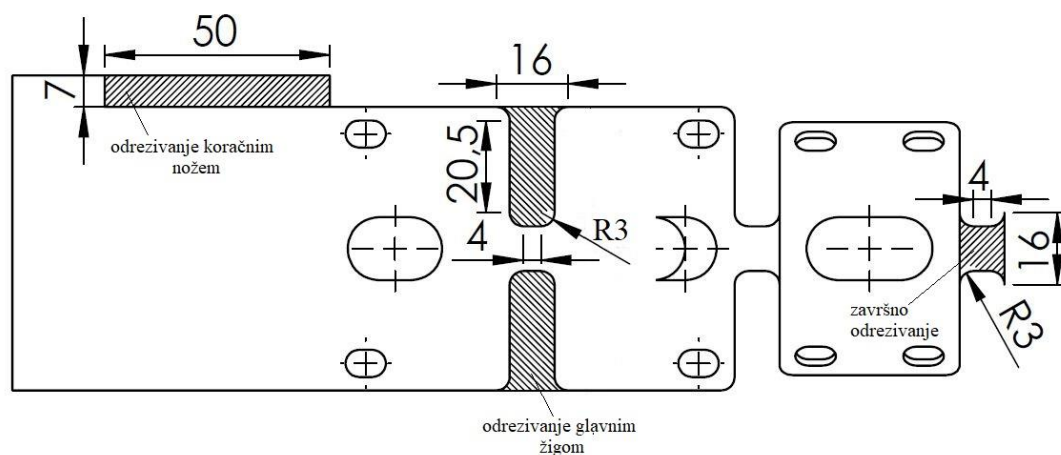 50
16
7
odrezivanje koračnim
nožem
20,5
4
R3
4
16
R3
završno
odrezivanje
odrezivanje glavnim
žigom